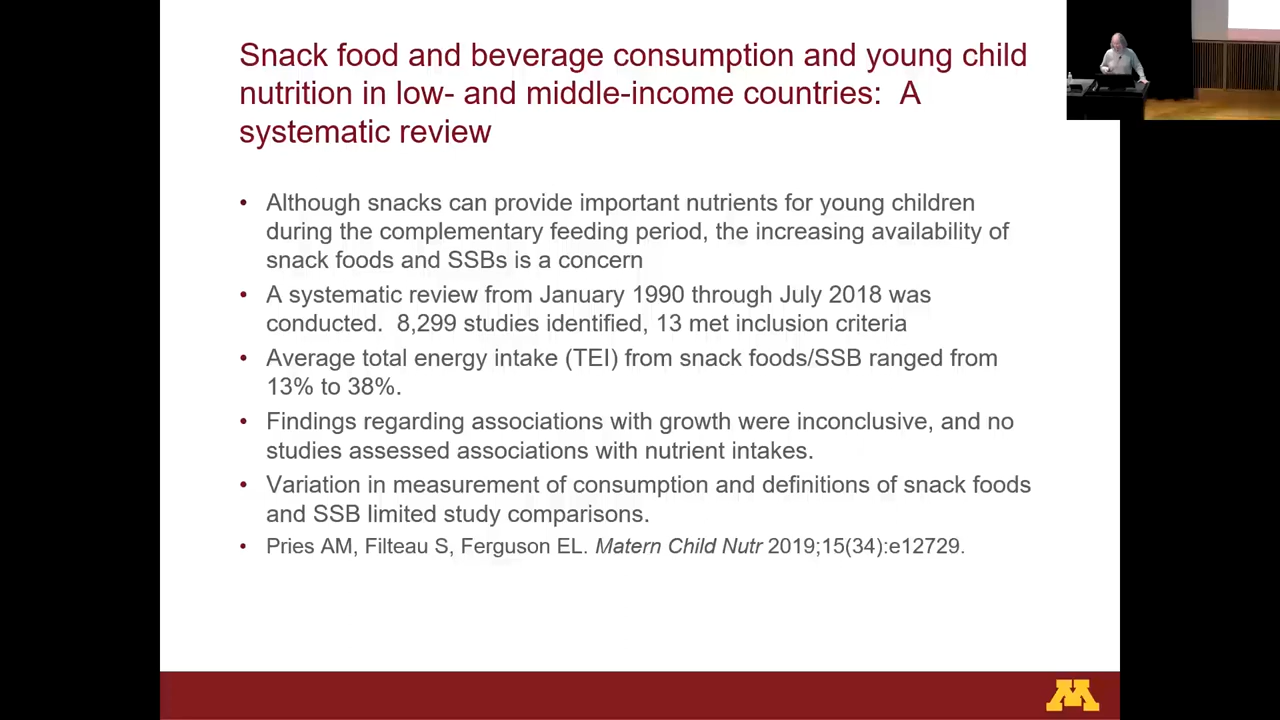 Snack food and beverage consumption and young child
nutrition in low- and middle-income countries:  A
systematic review
• Although snacks can provide important nutrients for young children
during the complementary feeding period, the increasing availability of
snack foods and SSBs is a concern
• A systematic review from January 1990 through July 2018 was
conducted.  8,299 studies identified, 13 met inclusion criteria
• Average total energy intake (TEI) from snack foods/SSB ranged from
13% to 38%.
• Findings regarding associations with growth were inconclusive, and no
studies assessed associations with nutrient intakes.
• Variation in measurement of consumption and definitions of snack foods
and SSB limited study comparisons.
• Pries AM, Filteau S, Ferguson EL. Matern Child Nutr 2019;15(34):e12729.
M